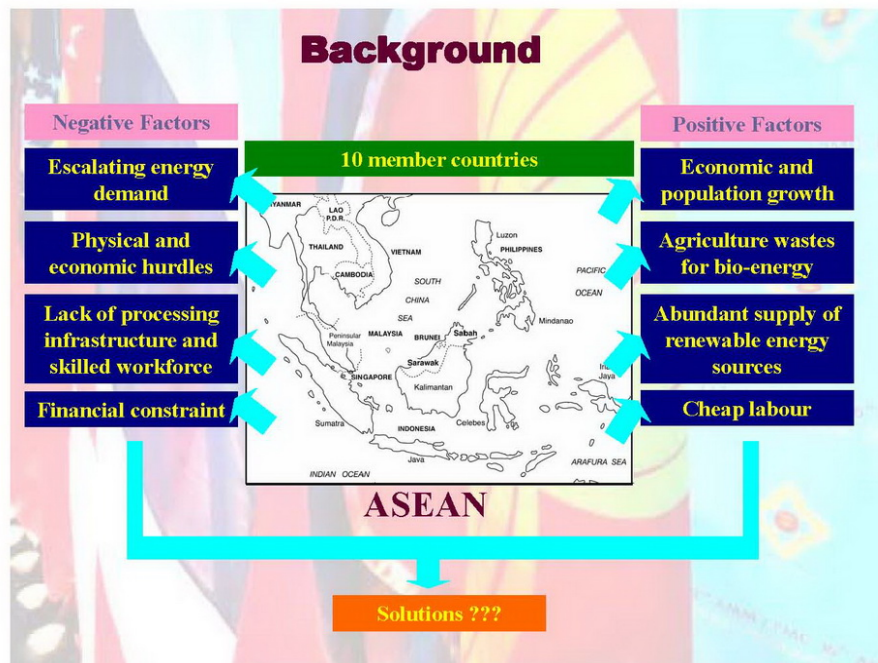 Background
Negative Factors
Escalating energy
demand
Physical and
economic hurdles
Lack of processing
infrastructure and
skilled workforce
Financial constraint
10 member countries
YANMAR
LAO
P.D.R.
THAILAND
VIETNAM
CAMBODIA
Luzon
PHILIPPINES
SOUTH
CHINA
SEA
PACIFIC
OCEAN
Mindanao
Peninsular
Malaysia
MALAYSIA
BRUNEI
Sabah
Sarawak
SINGAPORE
Kalimantan
Sumatra
INDONESIA
Celebes
Jaya
Java
INDIAN OCEAN
ARAFURA SEA
ASEAN
Positive Factors
Economic and
population growth
Agriculture wastes
for bio-energy
Abundant supply of
renewable energy
sources
Cheap labour
Solutions ???